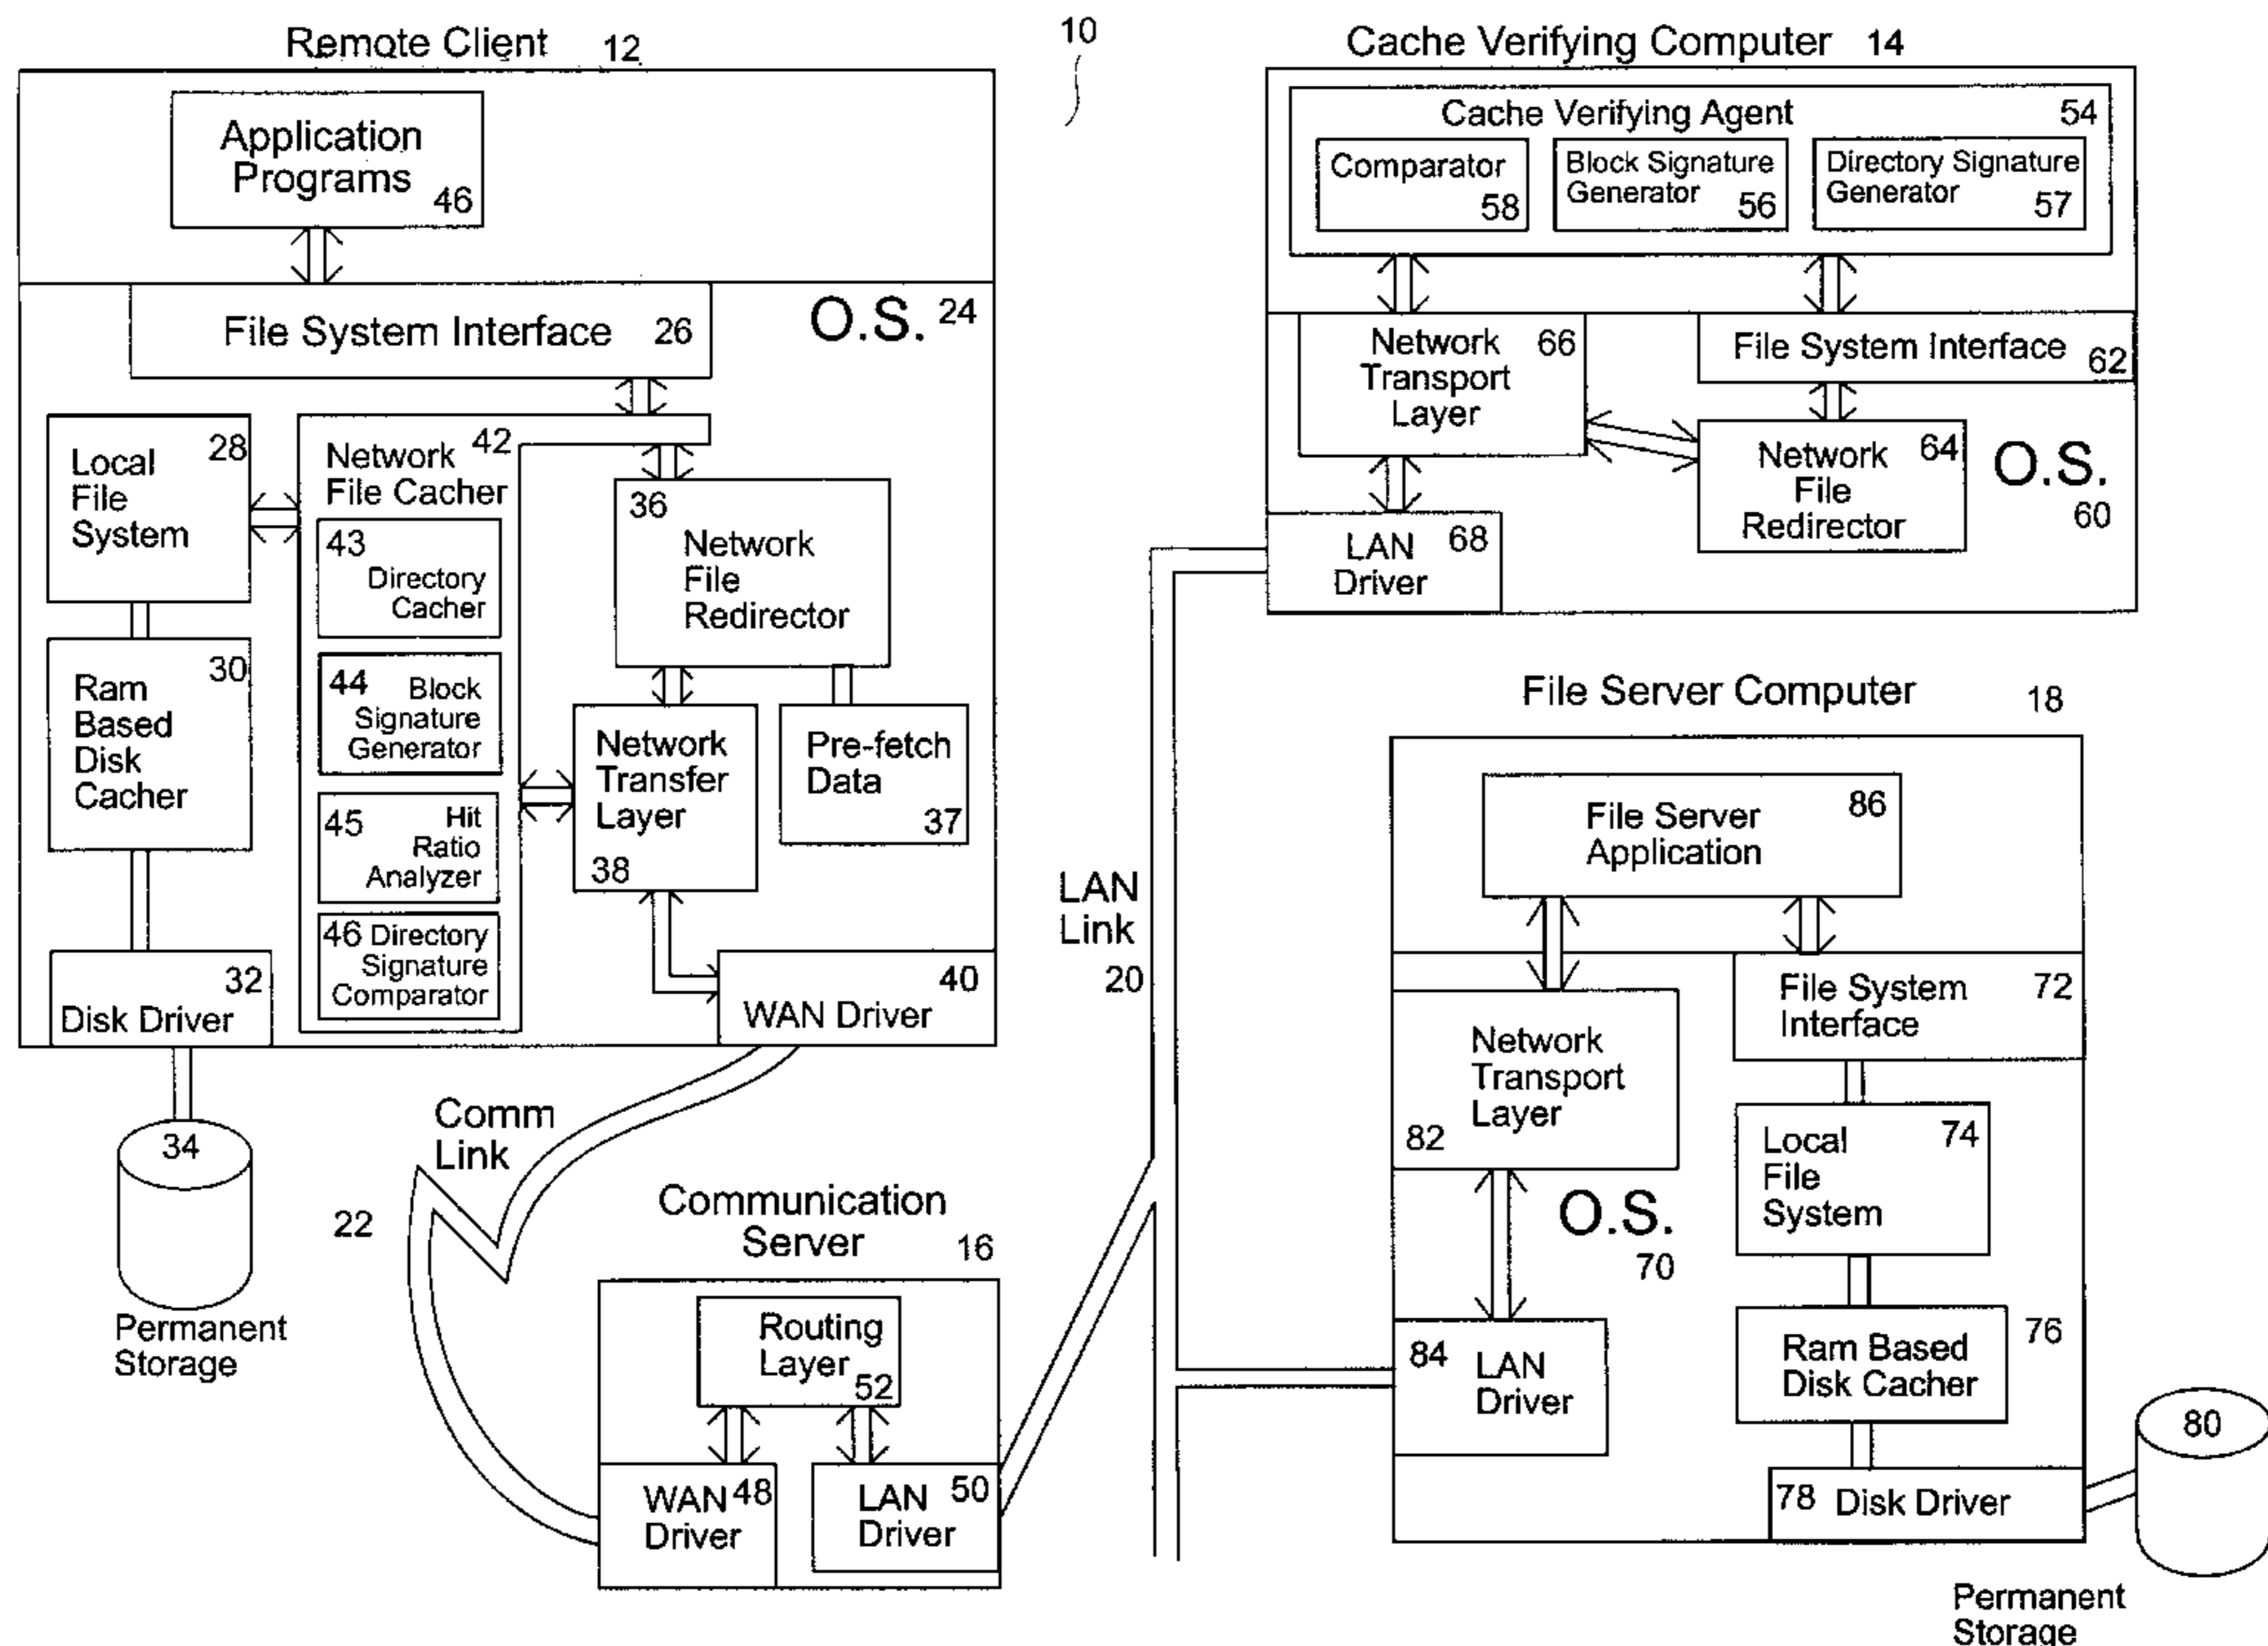 Remote Client 12
10
Cache Verifying Computer 14
Application
Programs
46
File System Interface 26
O.S. 24
28
Local
File
System
Network 42
File Cacher
43
Directory
Cacher
44 Block
Signature
Generator
45 Hit
Ratio
Analyzer
46 Directory
Signature
Comparator
36
Network
File
Redirector
30
Ram
Based
Disk
Cacher
Network
Transfer
Layer
38
Pre-fetch
Data
37
32
Disk Driver
40
WAN Driver
34
Permanent
Storage
Comm
Link
22
Communication
Server 16
Routing
Layer
52
WAN 48
Driver
LAN 50
Driver
LAN
Link
20
Cache Verifying Agent 54
Comparator
58
Block Signature
Generator 56
Directory Signature
Generator 57
Network 66
Transport
Layer
File System Interface 62
Network 64
File
Redirector
O.S.
60
LAN 68
Driver
File Server Computer 18
File Server 86
Application
Network
Transport
Layer
82
File System 72
Interface
Local 74
File
System
O.S.
70
84 LAN
Driver
Ram Based 76
Disk Cacher
78 Disk Driver
80
Permanent
Storage